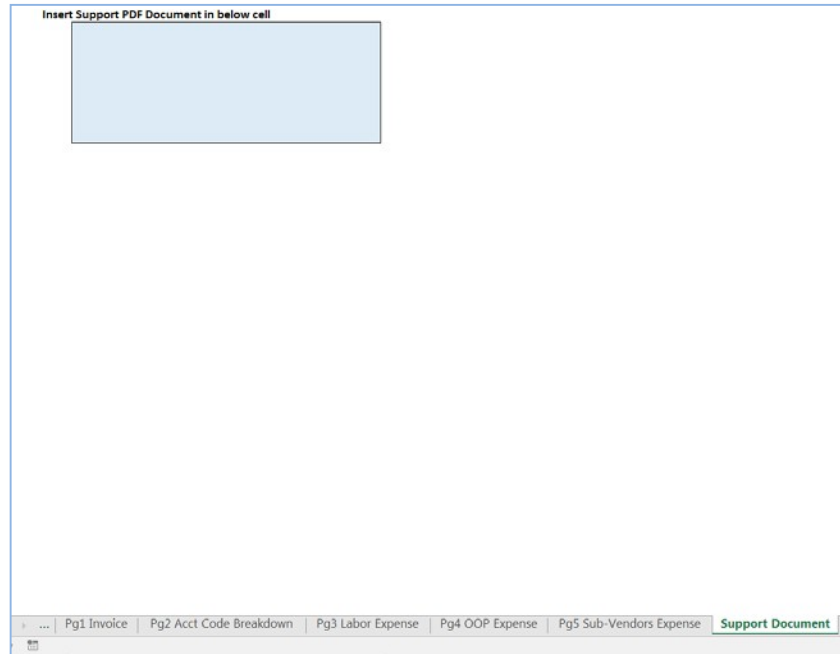 Insert Support PDF Document in below cell
... Pg1 Invoice Pg2 Acct Code Breakdown Pg3 Labor Expense Pg4 OOP Expense Pg5 Sub-Vendors Expense Support Document